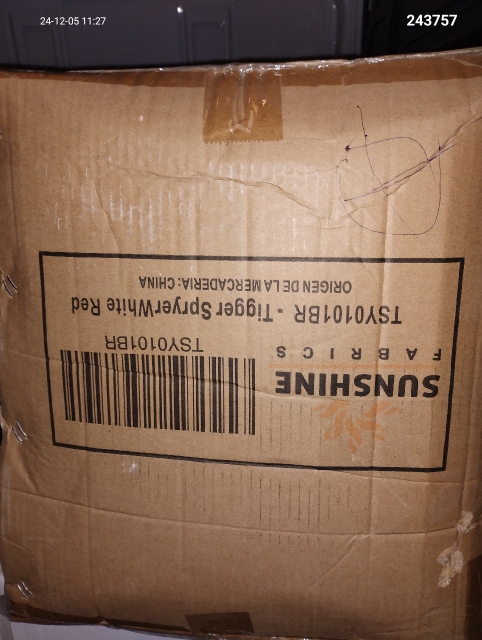 24-12-05 11:27
243757
SUNSHINE
FABRICS
TSY0101BR
TSY0101BR - Tigger SpryerWhite Red
ORIGEN DE LA MERCADERIA: CHINA